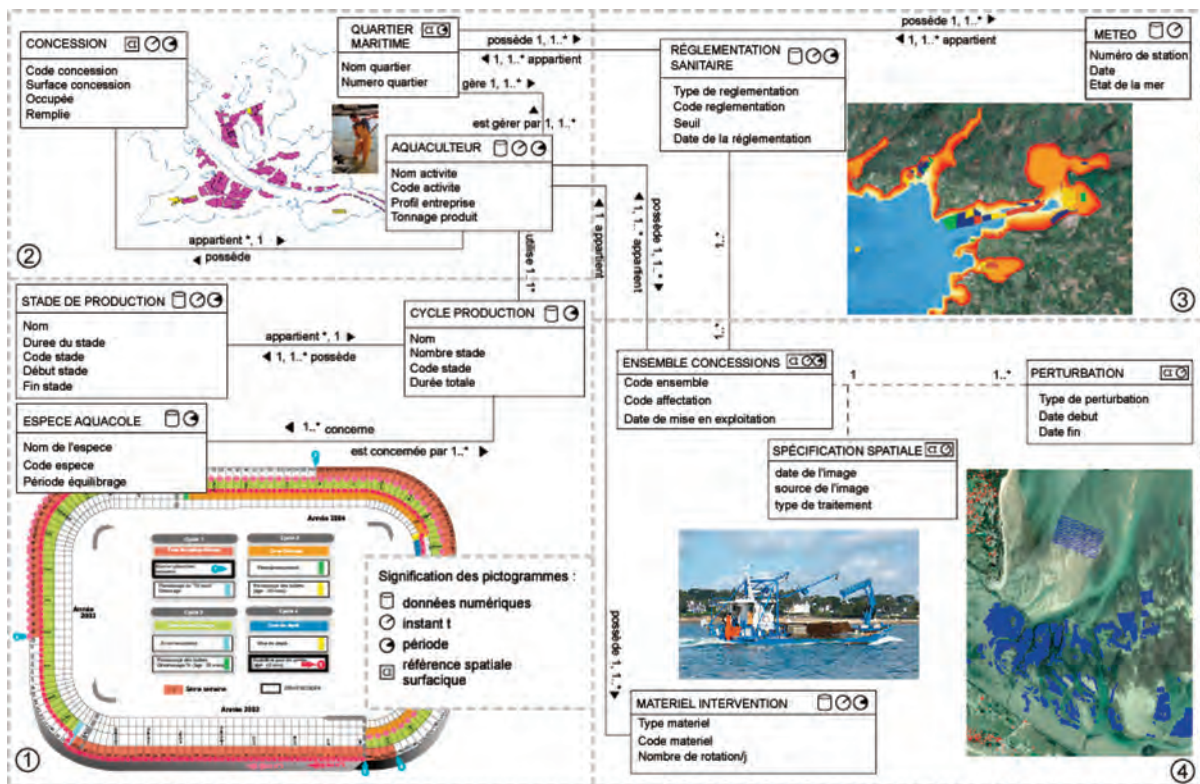 CONCESSION
Code concession
Surface concession
Occupée
Remplie
QUARTIER
MARITIME
Nom quartier
Numero quartier
possède 1, 1..* ►
◄ 1, 1..* appartient
gère 1, 1..* ►
▲
est gérer par 1, 1..*
RÉGLEMENTATION
SANITAIRE
Type de reglementation
Code reglementation
Seuil
Date de la réglementation
possède 1, 1..* ►
◄ 1, 1..* appartient
METEO
Numéro de station
Date
Etat de la mer
AQUACULTEUR
Nom activite
Code activite
Profil entreprise
Tonnage produit
appartient *, 1 ►
◄ possède
2
utilise 1..*
◄ 1 appartient
possède 1, 1..* ►
◄ 1, 1..* appartient
*..1
*..1
3
STADE DE PRODUCTION
Nom
Duree du stade
Code stade
Début stade
Fin stade
appartient *, 1 ►
◄ 1, 1..* possède
CYCLE PRODUCTION
Nom
Nombre stade
Code stade
Durée totale
ESPECE AQUACOLE
Nom de l'espece
Code espece
Période équilibrage
◄ 1..* concerne
est concernée par 1..* ►
ENSEMBLE CONCESSIONS
Code ensemble
Code affectation
Date de mise en exploitation
1
1..*
PERTURBATION
Type de perturbation
Date debut
Date fin
SPÉCIFICATION SPATIALE
date de l'image
source de l'image
type de traitement
Année 2004
Cycle 1
Cycle 2
Année 2003
Année 2002
1
Signification des pictogrammes :
données numériques
instant t
période
référence spatiale
surfacique
possède 1, 1..*
MATERIEL INTERVENTION
Type materiel
Code materiel
Nombre de rotation/j
4